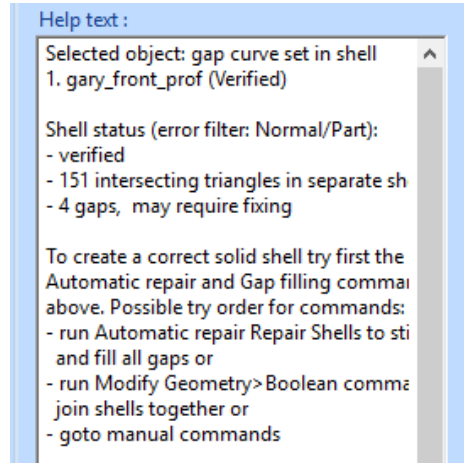 Help text :
Selected object: gap curve set in shell
1. gary_front_prof (Verified)
Shell status (error filter: Normal/Part):
- verified
- 151 intersecting triangles in separate sh
- 4 gaps,  may require fixing
To create a correct solid shell try first the
Automatic repair and Gap filling commar
above. Possible try order for commands:
- run Automatic repair Repair Shells to sti
and fill all gaps or
- run Modify Geometry>Boolean comma
join shells together or
- goto manual commands